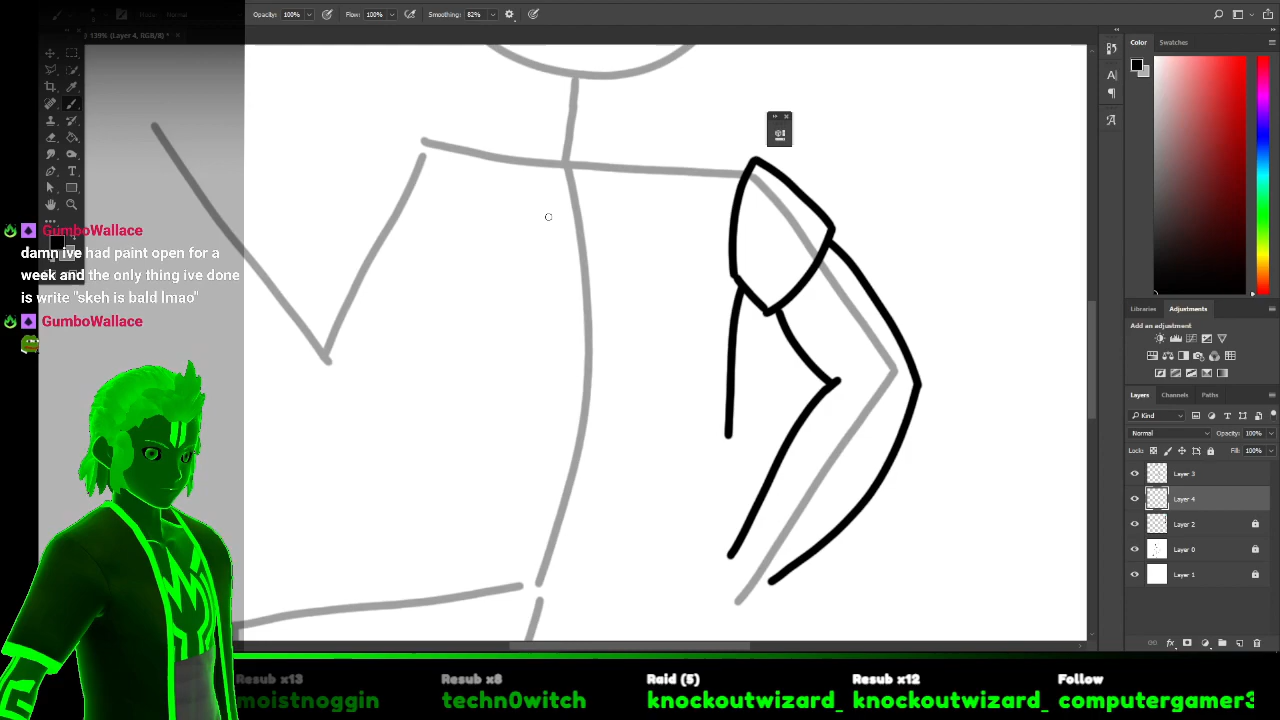 Opacity: 100% Flow: 100% Smoothing: 82%
139% (Layer 4, RGB/8) *
Color Swatches
GumboWallace
damn ive had paint open for a
week and the only thing ive done
is write "skeh is bald lmao"
GumboWallace
Libraries Adjustments
Add an adjustment
Layers Channels Paths
Kind
Normal Opacity: 100%
Lock: Fill: 100%
Layer 3
Layer 4
Layer 2
Layer 0
Layer 1
Resub x13 Resub x8 Raid (5) Resub x12 Follow
moistnoggin techn0witch knockoutwizard_ knockoutwizard_ computergamer3